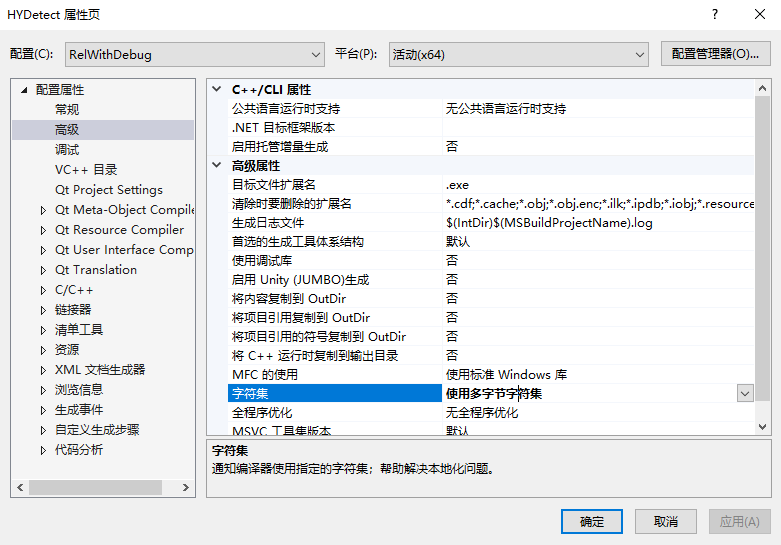 HYDetect 属性页
配置(C): RelWithDebug 平台(P): 活动(x64) 配置管理器(O)...
配置属性
常规
高级
调试
VC++ 目录
Qt Project Settings
Qt Meta-Object Compile
Qt Resource Compiler
Qt User Interface Comp
Qt Translation
C/C++
链接器
清单工具
资源
XML 文档生成器
浏览信息
生成事件
自定义生成步骤
代码分析
C++/CLI 属性
公共语言运行时支持 无公共语言运行时支持
.NET 目标框架版本
启用托管增量生成 否
高级属性
目标文件扩展名 .exe
清除时要删除的扩展名 *.cdf;*.cache;*.obj;*.obj.enc;*.ilk;*.ipdb;*.iobj;*.resource
生成日志文件 $(IntDir)$(MSBuildProjectName).log
首选的生成工具体系结构 默认
使用调试库 否
启用 Unity (JUMBO)生成 否
将内容复制到 OutDir 否
将项目引用复制到 OutDir 否
将项目引用的符号复制到 OutDir 否
将 C++ 运行时复制到输出目录 否
MFC 的使用 使用标准 Windows 库
字符集 使用多字节字符集
全程序优化 无全程序优化
MSVC 工具集版本 默认
字符集
通知编译器使用指定的字符集；帮助解决本地化问题。
确定 取消 应用(A)